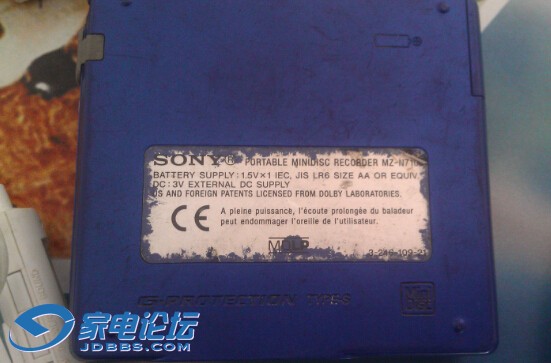 SONY® PORTABLE MINIDISC RECORDER MZ-N710
BATTERY SUPPLY: 1.5V×1 IEC, JIS LR6 SIZE AA OR EQUIV.
DC: 3V EXTERNAL DC SUPPLY
US AND FOREIGN PATENTS LICENSED FROM DOLBY LABORATORIES.
CE A pleine puissance, l'écoute prolongée du baladeur
peut endommager l'oreille de l'utilisateur.
MDLP
G-PROTECTION TYPE-S
家电论坛
JDBBS.COM